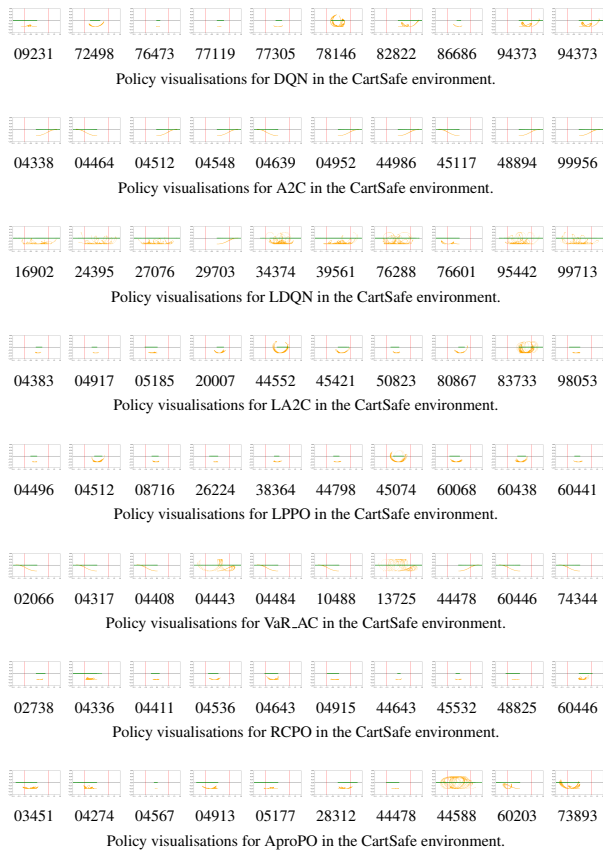 09231 72498 76473 77119 77305 78146 82822 86686 94373 94373
Policy visualisations for DQN in the CartSafe environment.
04338 04464 04512 04548 04639 04952 44986 45117 48894 99956
Policy visualisations for A2C in the CartSafe environment.
16902 24395 27076 29703 34374 39561 76288 76601 95442 99713
Policy visualisations for LDQN in the CartSafe environment.
04383 04917 05185 20007 44552 45421 50823 80867 83733 98053
Policy visualisations for LA2C in the CartSafe environment.
04496 04512 08716 26224 38364 44798 45074 60068 60438 60441
Policy visualisations for LPPO in the CartSafe environment.
02066 04317 04408 04443 04484 10488 13725 44478 60446 74344
Policy visualisations for VaR_AC in the CartSafe environment.
02738 04336 04411 04536 04643 04915 44643 45532 48825 60446
Policy visualisations for RCPO in the CartSafe environment.
03451 04274 04567 04913 05177 28312 44478 44588 60203 73893
Policy visualisations for AproPO in the CartSafe environment.